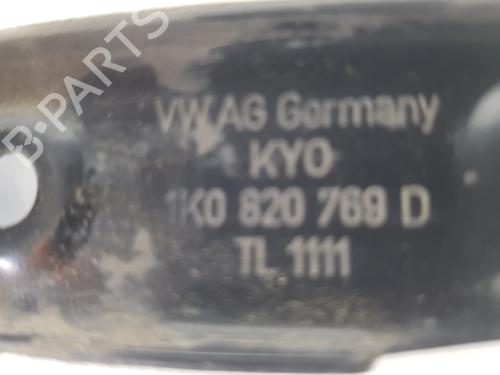 B-PARTS
VW AG Germany
KYO
1K0 820 769 D
TL 1111